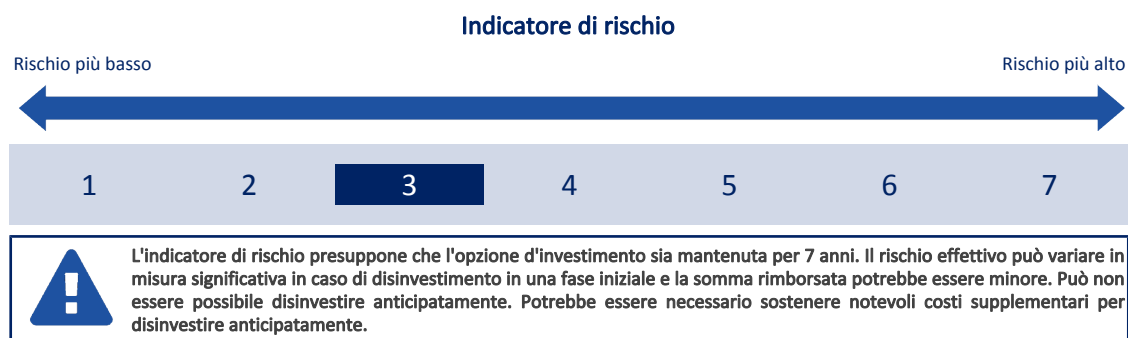 Indicatore di rischio
Rischio più basso
Rischio più alto
1 2 3 4 5 6 7
L'indicatore di rischio presuppone che l'opzione d'investimento sia mantenuta per 7 anni. Il rischio effettivo può variare in
misura significativa in caso di disinvestimento in una fase iniziale e la somma rimborsata potrebbe essere minore. Può non
essere possibile disinvestire anticipatamente. Potrebbe essere necessario sostenere notevoli costi supplementari per
disinvestire anticipatamente.